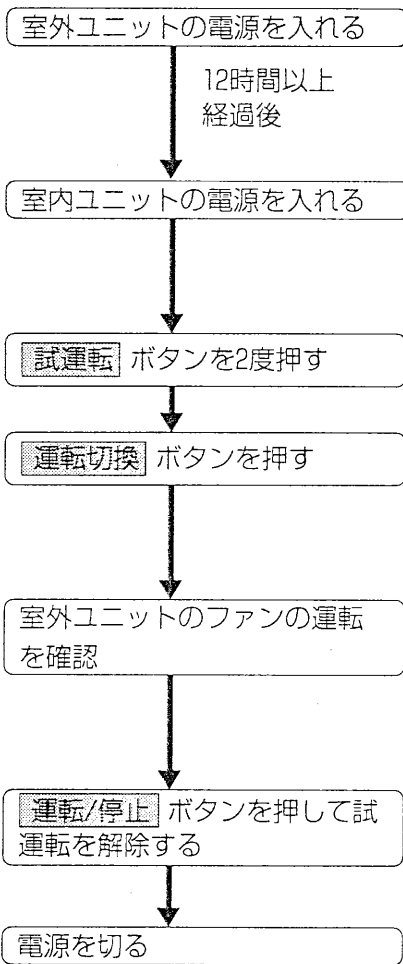 室外ユニットの電源を入れる
12時間以上
経過後
室内ユニットの電源を入れる
試運転 ボタンを2度押す
運転切換 ボタンを押す
室外ユニットのファンの運転
を確認
運転/停止 ボタンを押して試
運転を解除する
電源を切る